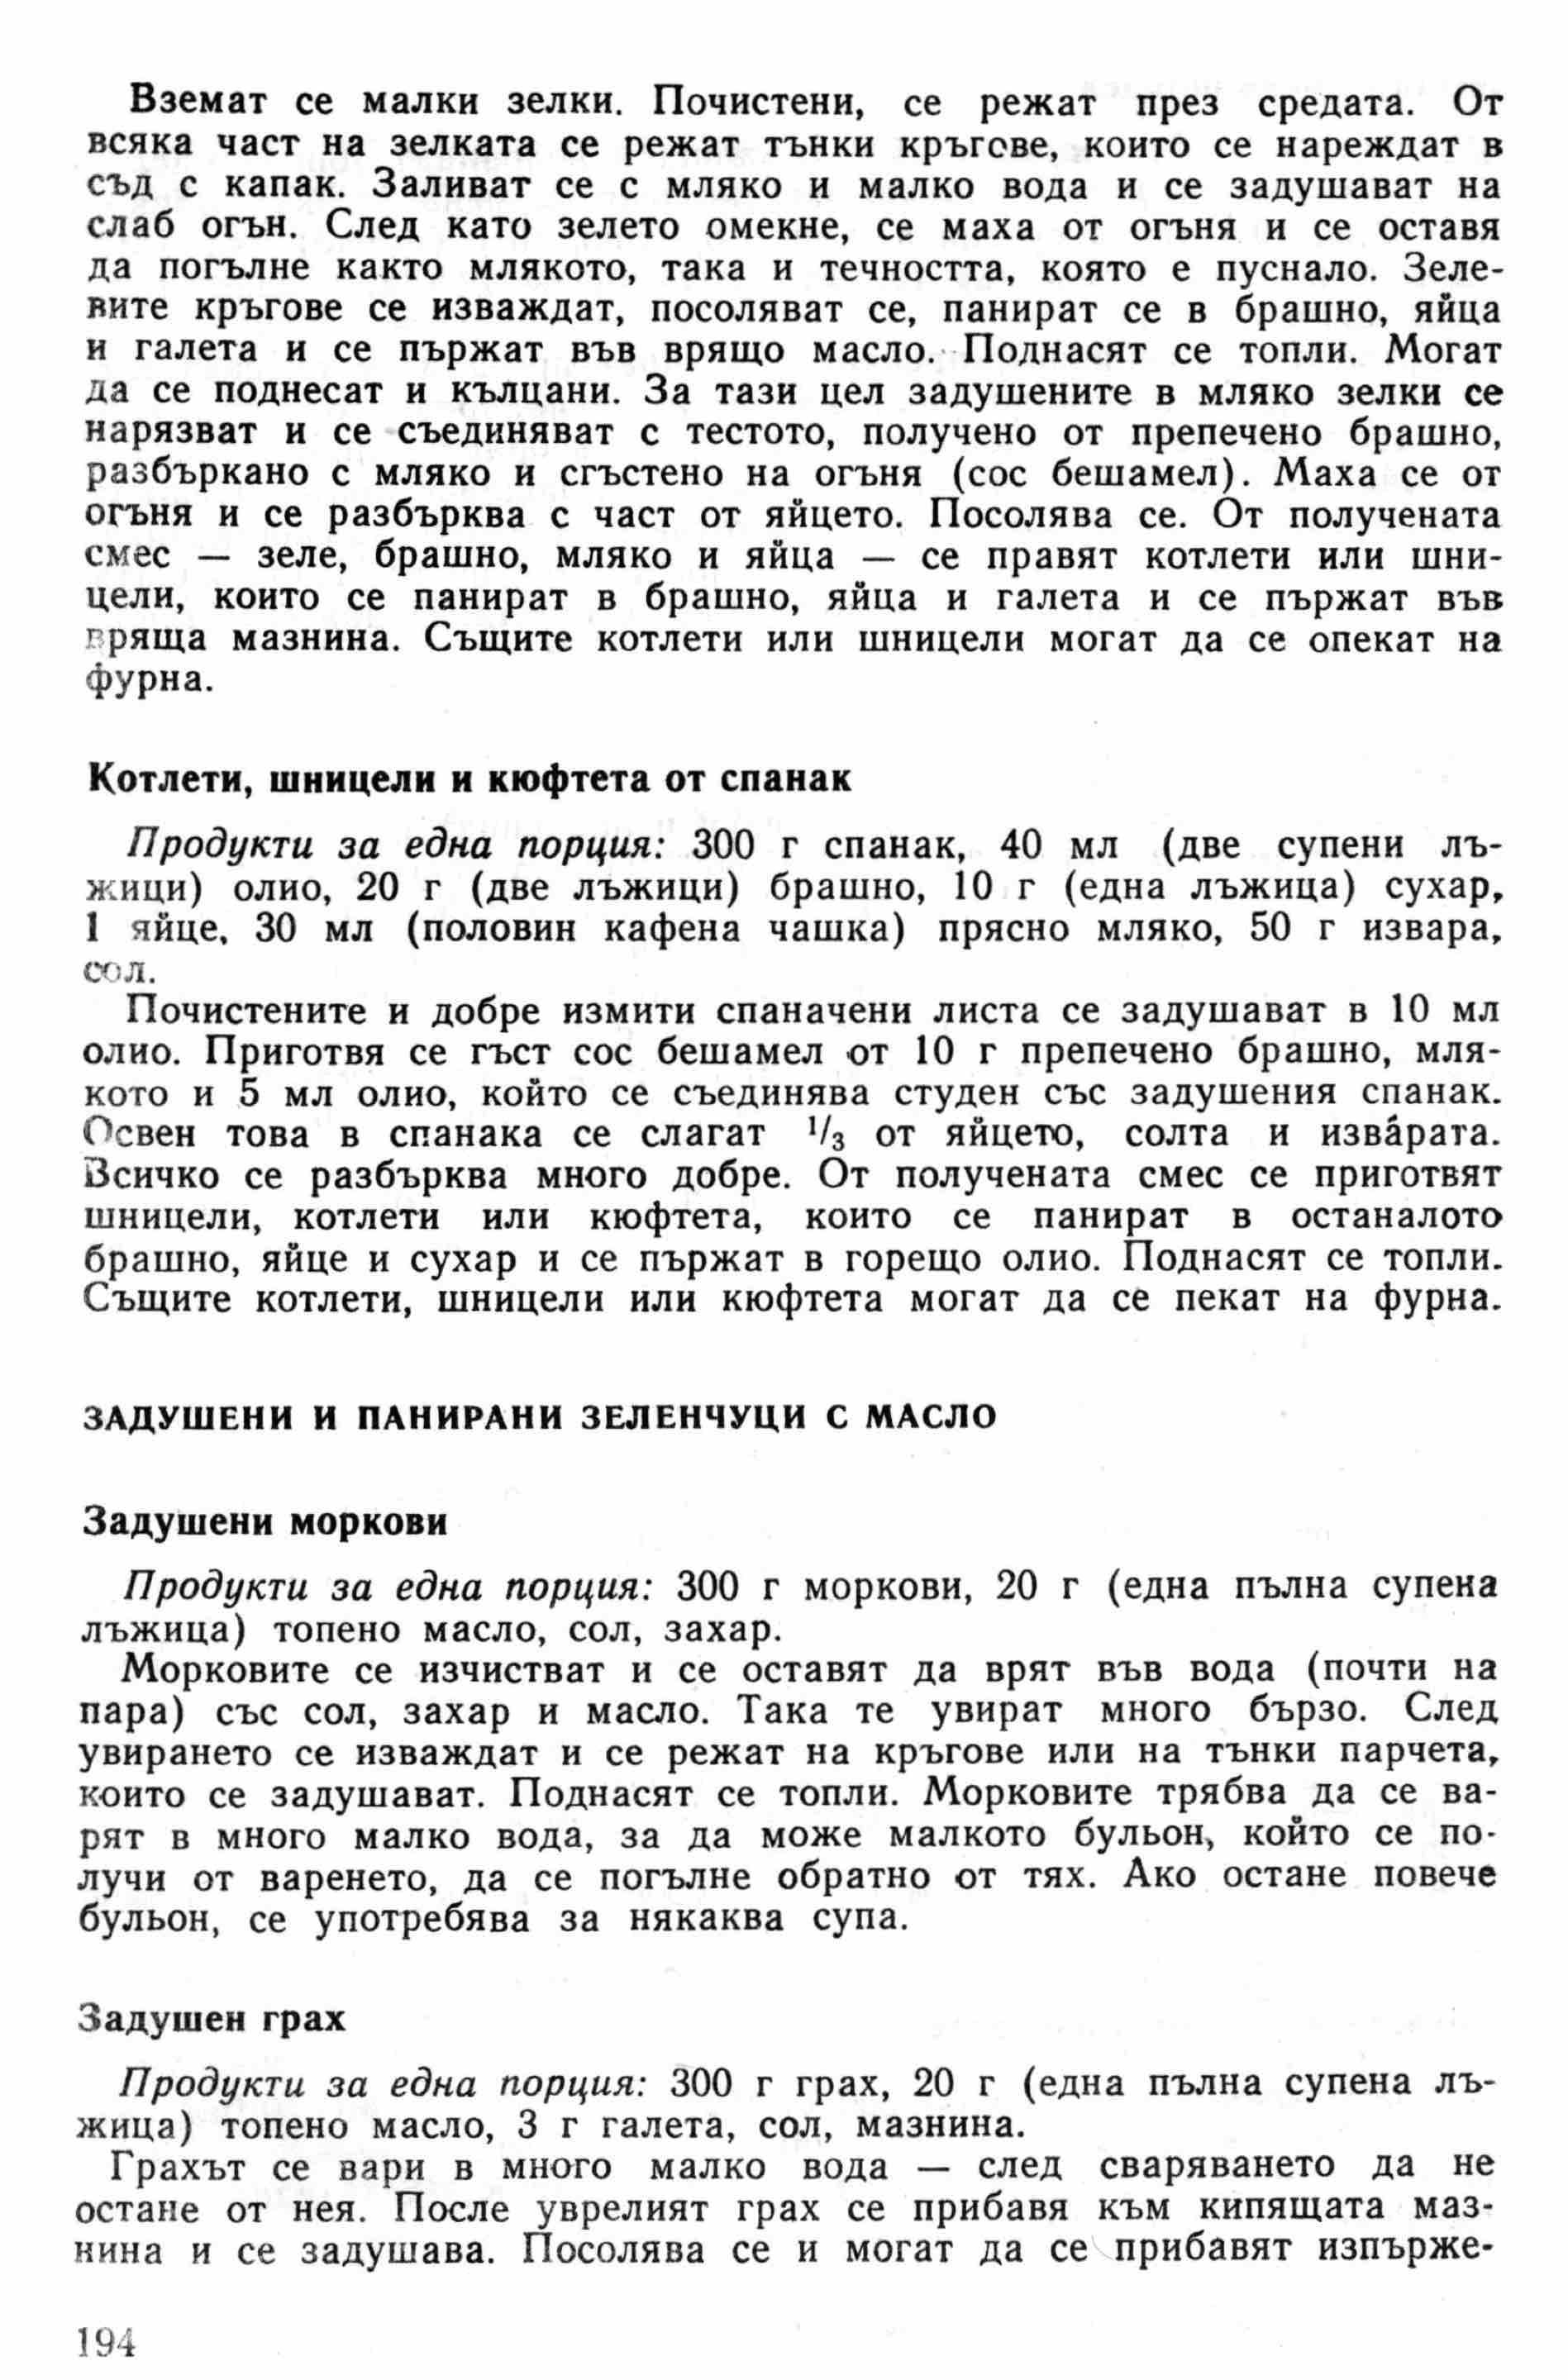 Вземат се малки зелки. Почистени, се режат през средата. От
всяка част на зелката се режат тънки кръгове, които се нареждат в
съд с капак. Заливат се с мляко и малко вода и се задушават на
слаб огън. След като зелето омекне, се маха от огъня и се оставя
да погълне както млякото, така и течността, която е пуснало. Зеле-
вите кръгове се изваждат, посоляват се, панират се в брашно, яйца
и галета и се пържат във врящо масло. Поднасят се топли. Могат
да се поднесат и кълцани. За тази цел задушените в мляко зелки се
нарязват и се съединяват с тестото, получено от препечено брашно,
разбъркано с мляко и сгъстено на огъня (сос бешамел). Маха се от
огъня и се разбърква с част от яйцето. Посолява се. От получената
смес — зеле, брашно, мляко и яйца — се правят котлети или шни-
цели, които се панират в брашно, яйца и галета и се пържат във
вряща мазнина. Същите котлети или шницели могат да се опекат на
фурна.
Котлети, шницели и кюфтета от спанак
Продукти за една порция: 300 г спанак, 40 мл (две супени лъ-
жици) олио, 20 г (две лъжици) брашно, 10 г (една лъжица) сухар,
1 яйце, 30 мл (половин кафена чашка) прясно мляко, 50 г извара,
сол.
Почистените и добре измити спаначени листа се задушават в 10 мл
олио. Приготвя се гъст сос бешамел от 10 г препечено брашно, мля-
кото и 5 мл олио, който се съединява студен със задушения спанак.
Освен това в спанака се слагат 1/3 от яйцето, солта и изварата.
Всичко се разбърква много добре. От получената смес се приготвят
шницели, котлети или кюфтета, които се панират в останалото
брашно, яйце и сухар и се пържат в горещо олио. Поднасят се топли.
Същите котлети, шницели или кюфтета могат да се пекат на фурна.
ЗАДУШЕНИ И ПАНИРАНИ ЗЕЛЕНЧУЦИ С МАСЛО
Задушени моркови
Продукти за една порция: 300 г моркови, 20 г (една пълна супена
лъжица) топено масло, сол, захар.
Морковите се изчистват и се оставят да врят във вода (почти на
пара) със сол, захар и масло. Така те увират много бързо. След
увирането се изваждат и се режат на кръгове или на тънки парчета,
които се задушават. Поднасят се топли. Морковите трябва да се ва-
рят в много малко вода, за да може малкото бульон, който се по-
лучи от варенето, да се погълне обратно от тях. Ако остане повече
бульон, се употребява за някаква супа.
Задушен грах
Продукти за една порция: 300 г грах, 20 г (една пълна супена лъ-
жица) топено масло, 3 г галета, сол, мазнина.
Грахът се вари в много малко вода — след сваряването да не
остане от нея. После уврелият грах се прибавя към кипящата маз-
нина и се задушава. Посолява се и могат да се прибавят изпърже-
194